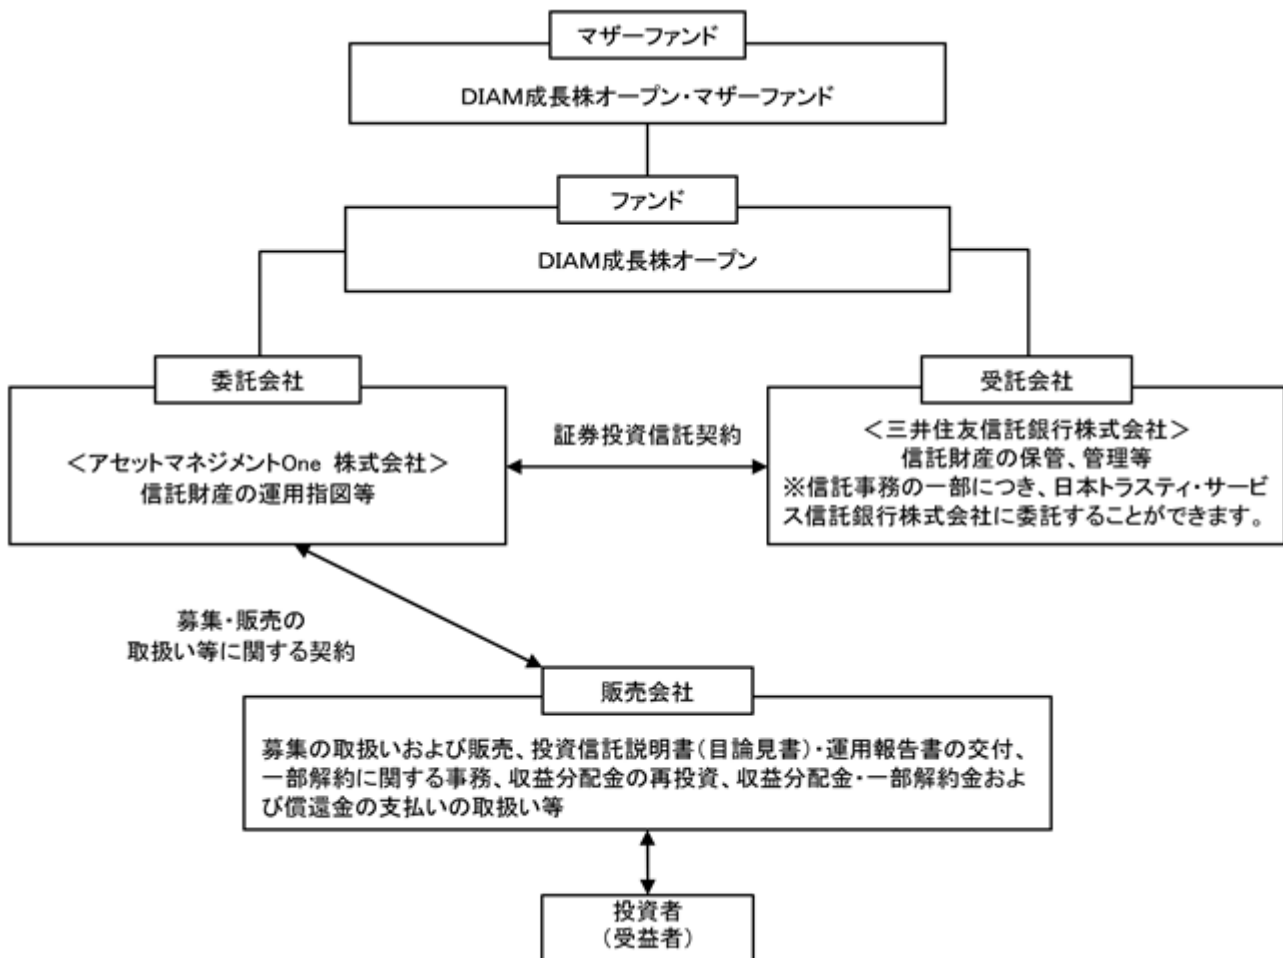 マザーファンド
DIAM成長株オープン・マザーファンド
ファンド
DIAM成長株オープン
委託会社
＜アセットマネジメントOne 株式会社＞
信託財産の運用指図等
証券投資信託契約
受託会社
＜三井住友信託銀行株式会社＞
信託財産の保管、管理等
※信託事務の一部につき、日本トラスティ・サービ
ス信託銀行株式会社に委託することができます。
募集・販売の
取扱い等に関する契約
販売会社
募集の取扱いおよび販売、投資信託説明書（目論見書）・運用報告書の交付、
一部解約に関する事務、収益分配金の再投資、収益分配金・一部解約金およ
び償還金の支払いの取扱い等
投資者
（受益者）